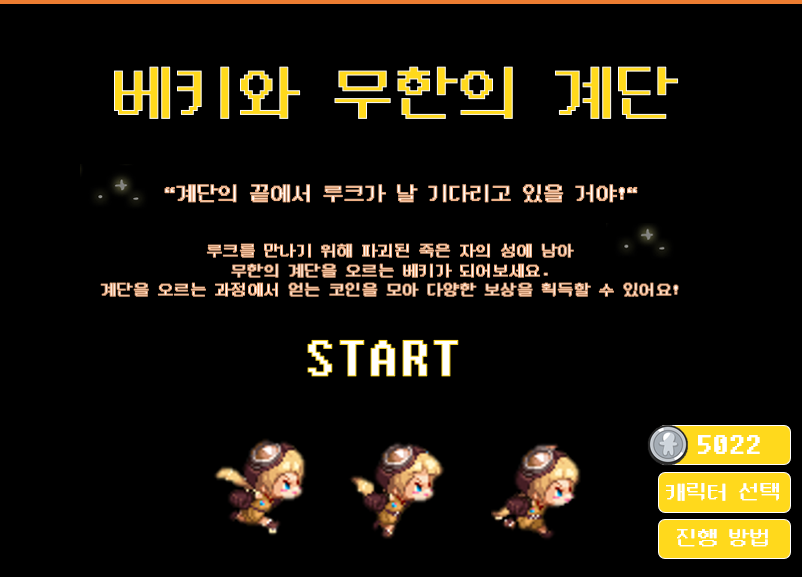 베키와 무한의 계단
“계단의 끝에서 루크가 날 기다리고 있을 거야!“
루크를 만나기 위해 파괴된 죽은 자의 성에 남아
무한의 계단을 오르는 베키가 되어보세요.
계단을 오르는 과정에서 얻는 코인을 모아 다양한 보상을 획득할 수 있어요!
START
5022
캐릭터 선택
진행 방법